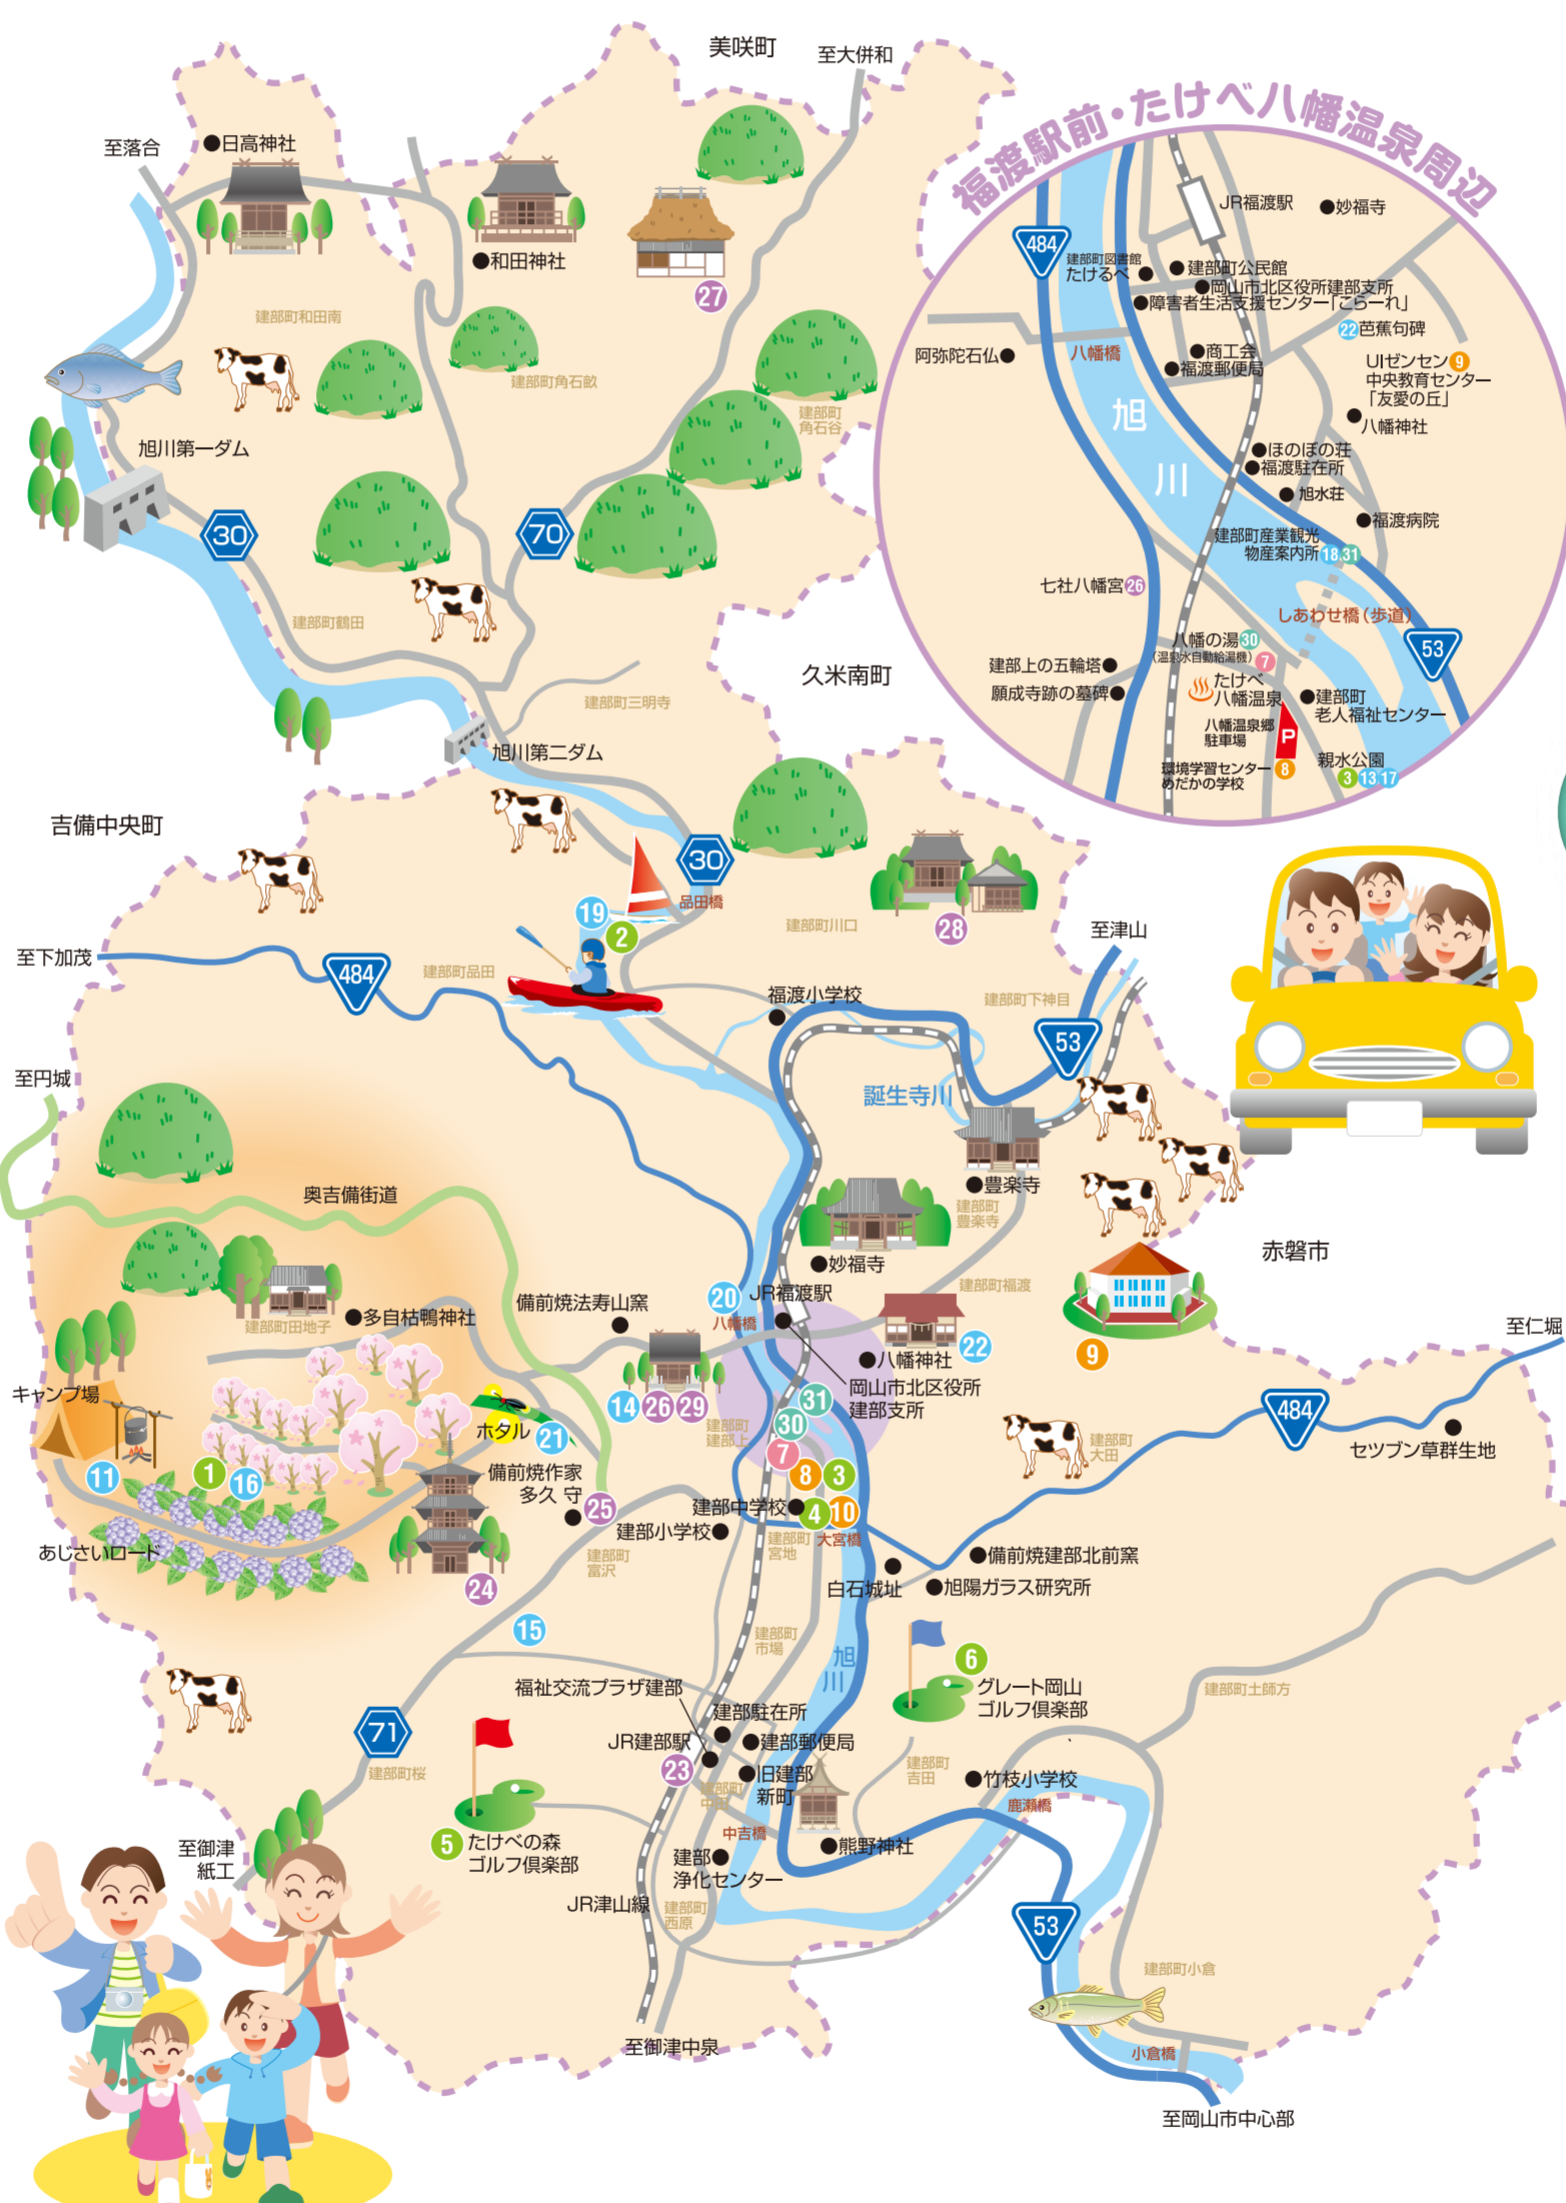 美咲町
至大併和
至落合
日高神社
和田神社
27
建部町和田南
建部町角石畝
建部町
角石谷
旭川第一ダム
30
70
建部町鶴田
建部町三明寺
旭川第二ダム
久米南町
福渡駅前・たけべ八幡温泉周辺
JR福渡駅
妙福寺
484
建部町図書館
たけるべ
建部町公民館
岡山市北区役所建部支所
障害者生活支援センター「こらーれ」
22芭蕉句碑
阿弥陀石仏
八幡橋
商工会
福渡郵便局
UIゼンセン9
中央教育センター
「友愛の丘」
八幡神社
旭川
ほのぼの荘
福渡駐在所
旭水荘
福渡病院
建部町産業観光
物産案内所18.31
七社八幡宮26
しあわせ橋(歩道)
53
八幡の湯30
(温泉水自動給湯機)7
建部上の五輪塔
願成寺跡の墓碑
たけべ
八幡温泉
建部町
老人福祉センター
八幡温泉郷
駐車場
P
環境学習センター8
めだかの学校
親水公園
3 13 17
吉備中央町
30
品田橋
19
2
建部町川口
28
至津山
至下加茂
484
建部町品田
福渡小学校
建部町下神目
53
至円城
誕生寺川
奥吉備街道
豊楽寺
建部町
豊楽寺
妙福寺
赤磐市
建部町田地子
多自枯鴨神社
備前焼法寿山窯
20
JR福渡駅
八幡橋
建部町福渡
八幡神社
22
9
至仁堀
岡山市北区役所
建部支所
キャンプ場
11
1
16
ホタル
21
14 26 29
建部町
建部上
31
30
7
8
3
484
建部町
大田
セツブン草群生地
備前焼作家
多久 守
25
建部中学校
4 10
建部小学校
建部町
宮地
大宮橋
建部町
富沢
あじさいロード
24
備前焼建部北前窯
白石城址
旭陽ガラス研究所
15
建部町
市場
旭川
6
グレート岡山
ゴルフ倶楽部
建部町土師方
福祉交流プラザ建部
建部駐在所
JR建部駅
建部郵便局
23
旧建部
新町
建部町
中田
71
建部町桜
建部町
吉田
竹枝小学校
鹿瀬橋
中吉橋
熊野神社
5
たけべの森
ゴルフ倶楽部
建部
浄化センター
至御津
紙工
JR津山線
建部町
西原
53
建部町小倉
至御津中泉
小倉橋
至岡山市中心部